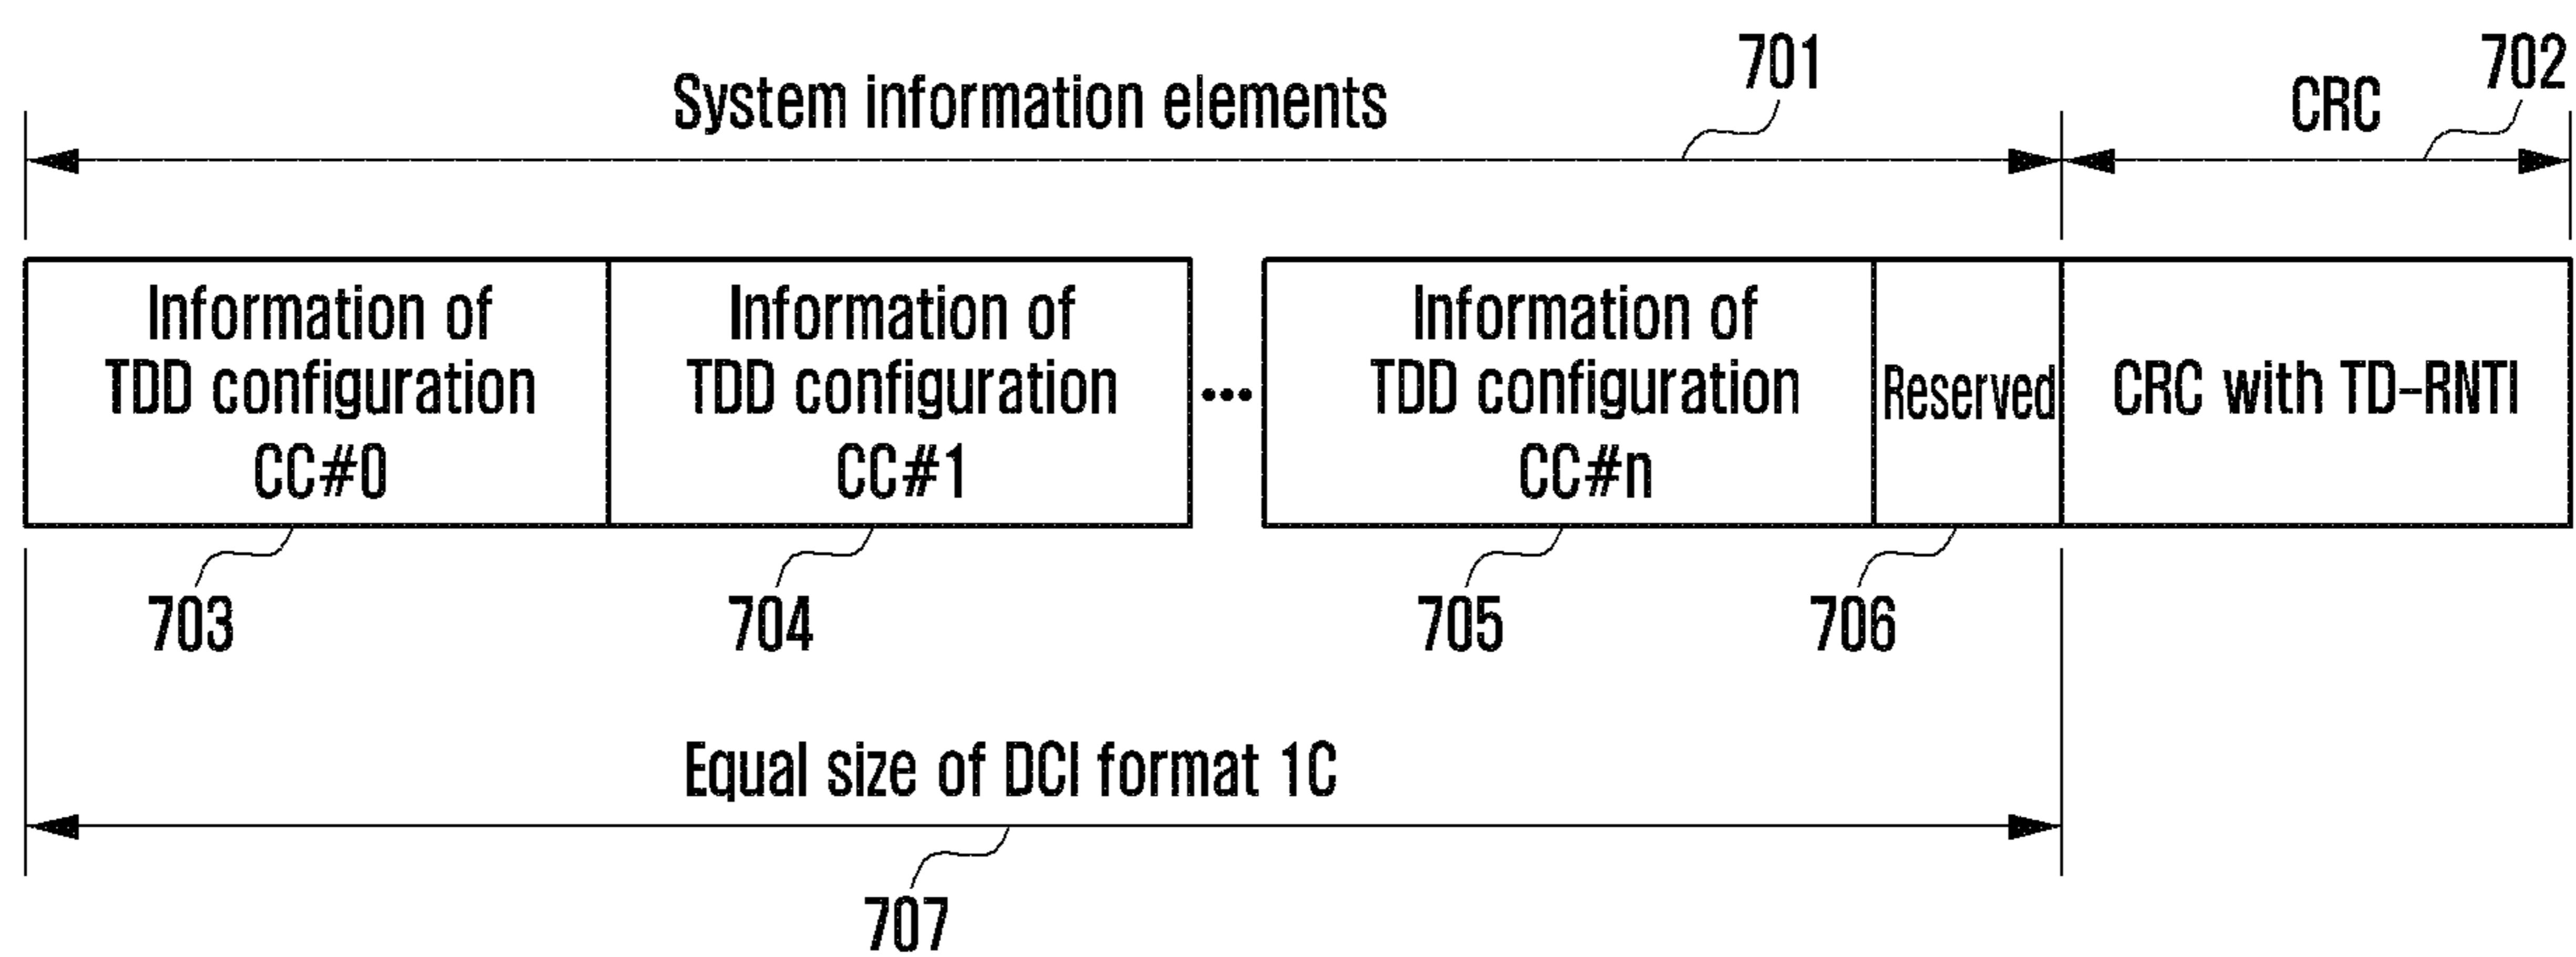 701
702
System information elements
CRC
Information of
TDD configuration
CC#0
Information of
TDD configuration
CC#1
...
Information of
TDD configuration
CC#n
Reserved
CRC with TD-RNTI
703
704
705
706
Equal size of DCI format 1C
707